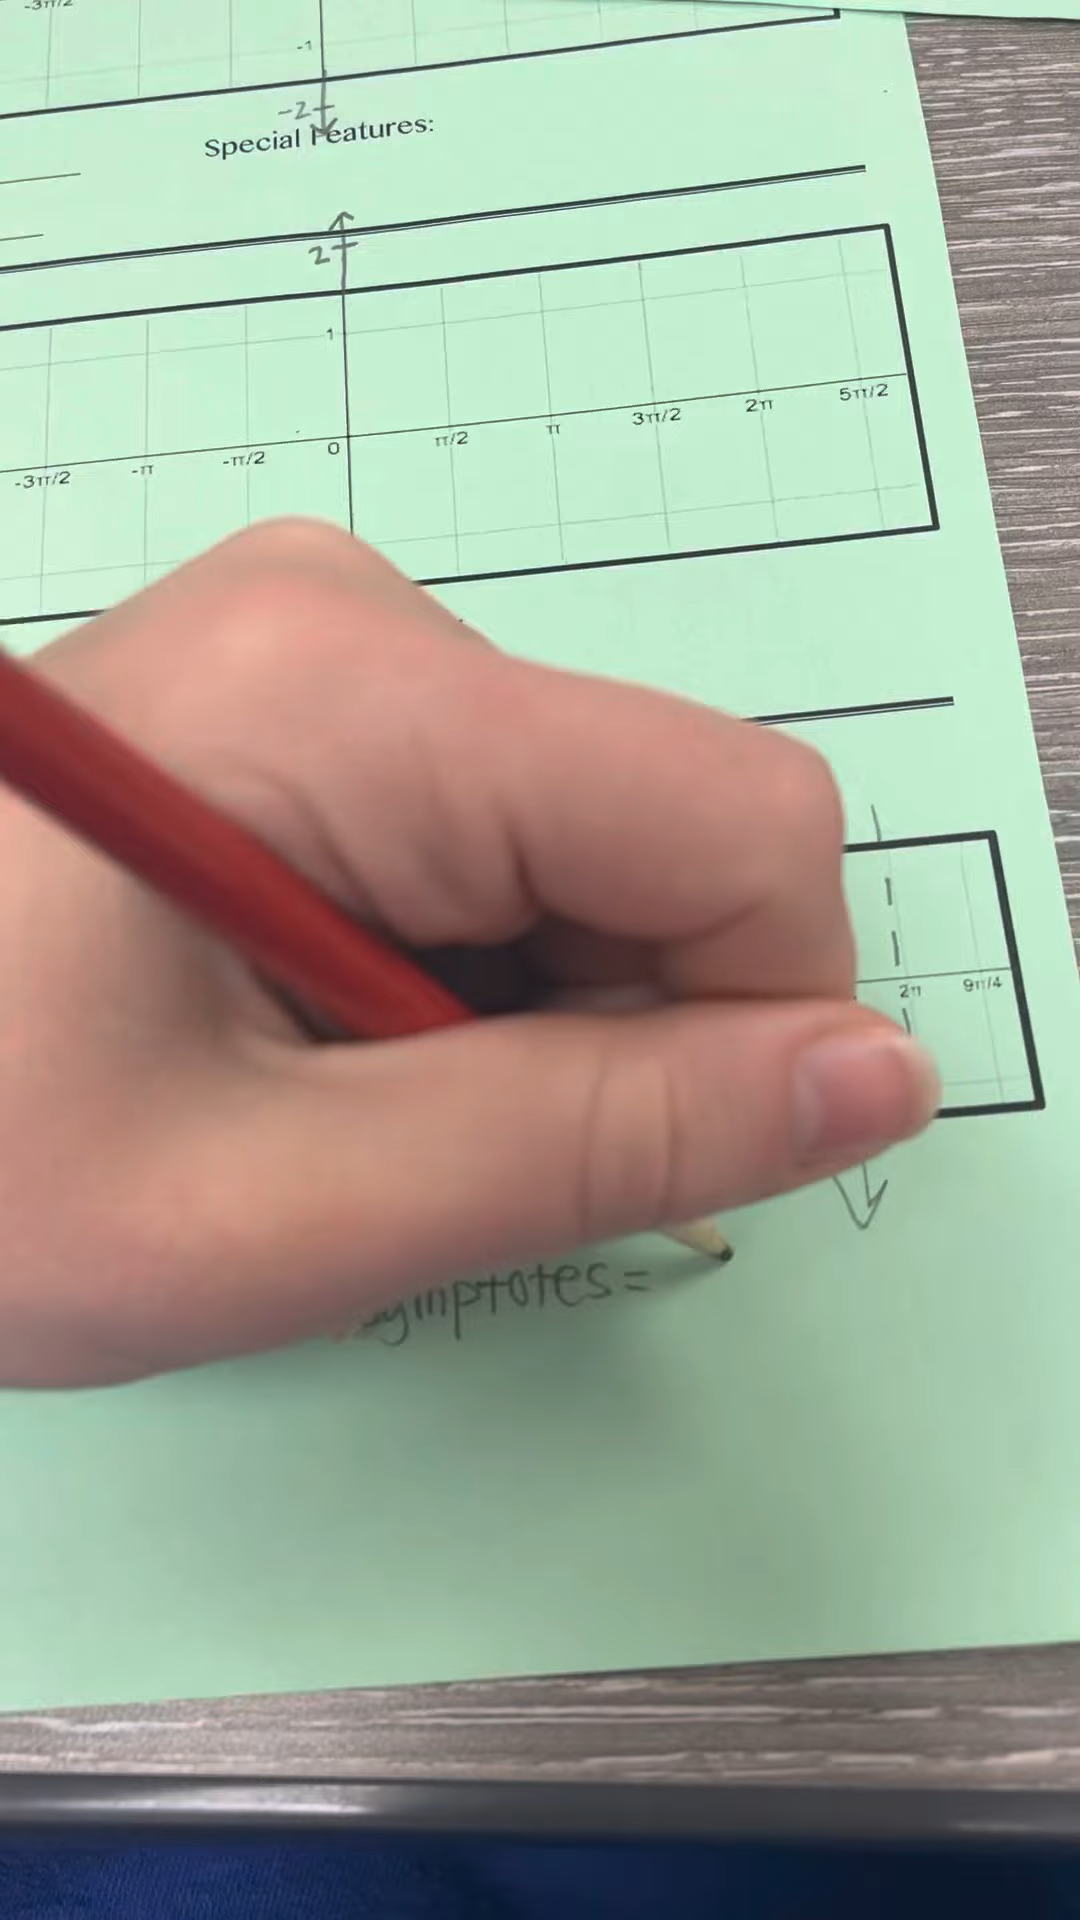 -3π/2
-1
-2
Special Features:
2
1
-3π/2 -π -π/2 0 π/2 π 3π/2 2π 5π/2
2π 9π/4
ymptotes =